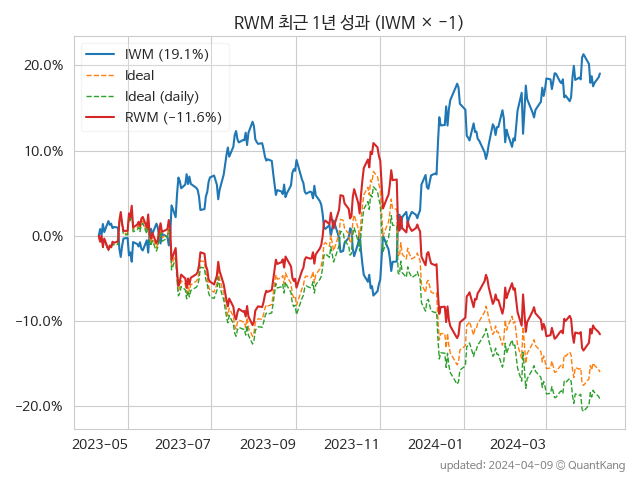 RWM 최근 1년 성과 (IWM × −1)
IWM (19.1%)
Ideal
Ideal (daily)
RWM (−11.6%)
20.0%
10.0%
0.0%
−10.0%
−20.0%
2023-05 2023-07 2023-09 2023-11 2024-01 2024-03
updated: 2024-04-09 © QuantKang